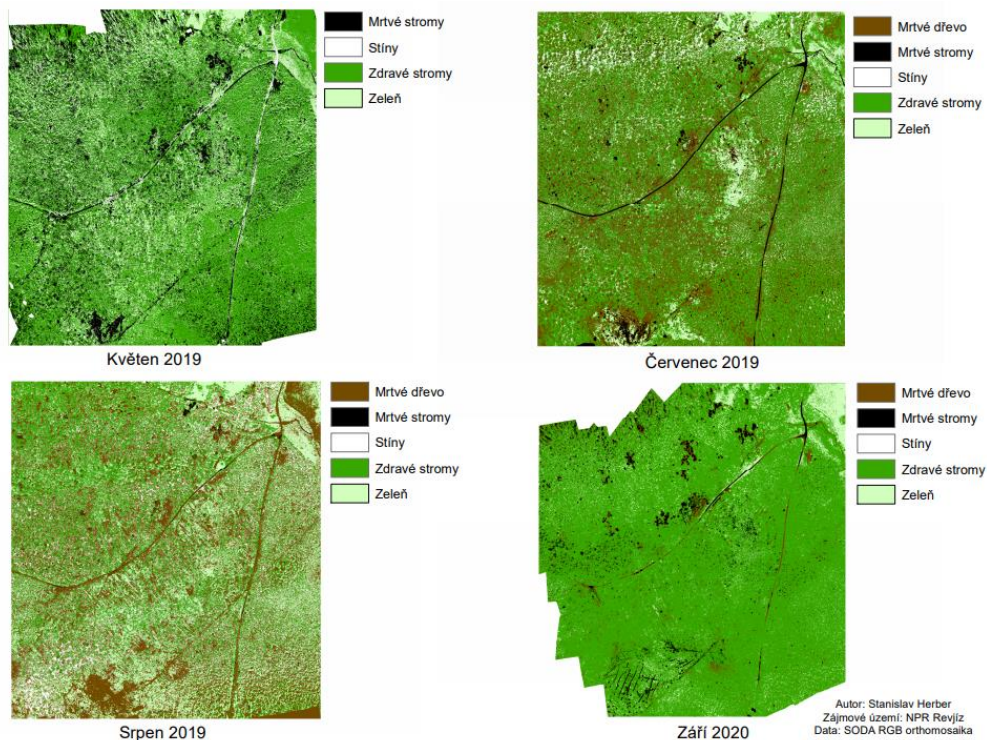 Mrtvé stromy
Stíny
Zdravé stromy
Zeleň
Květen 2019
Mrtvé dřevo
Mrtvé stromy
Stíny
Zdravé stromy
Zeleň
Červenec 2019
Mrtvé dřevo
Mrtvé stromy
Stíny
Zdravé stromy
Zeleň
Srpen 2019
Mrtvé dřevo
Mrtvé stromy
Stíny
Zdravé stromy
Zeleň
Září 2020
Autor: Stanislav Herber
Zájmové území: NPR Revjíz
Data: SODA RGB orthomosaika